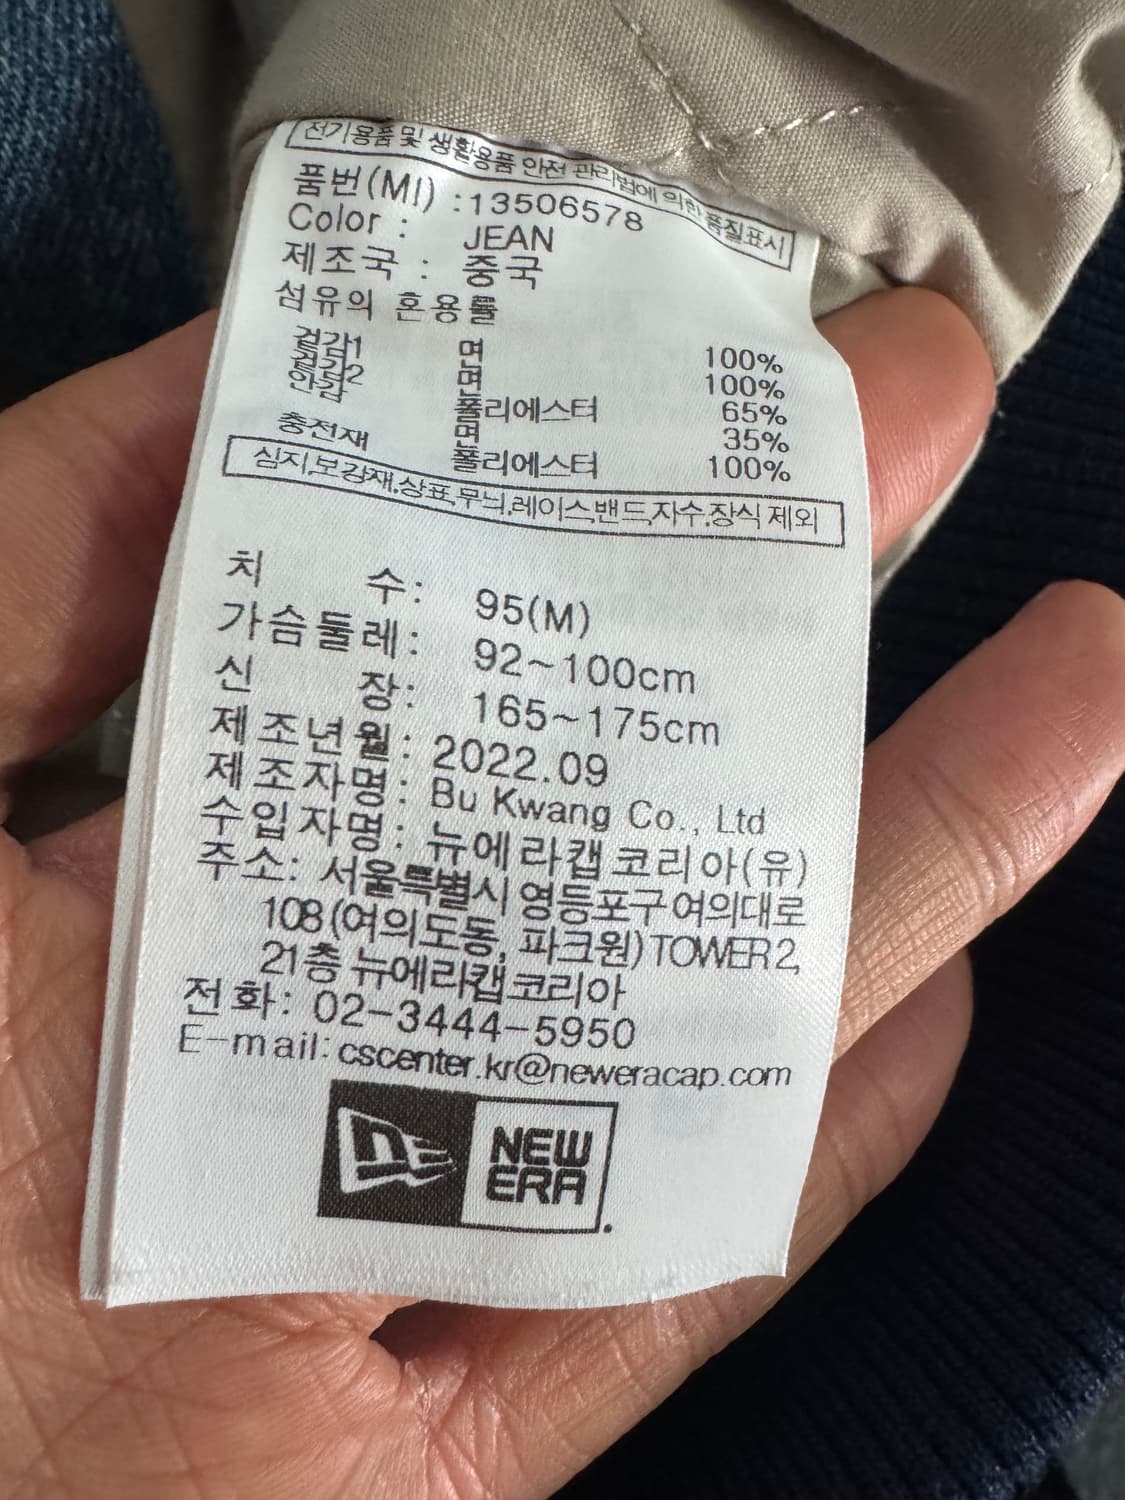 전기용품 및 생활용품 안전 관리법에 의한 품질표시
품번(MI) :13506578
Color : JEAN
제조국 : 중국
섬유의 혼용률
겉감1 면 100%
겉감2 면 100%
안감 폴리에스터 65%
면 35%
충전재 폴리에스터 100%
심지,보강재,상표,무늬,레이스,밴드,자수,장식 제외
치 수: 95(M)
가슴둘레: 92~100cm
신 장: 165~175cm
제조년월: 2022.09
제조자명: Bu Kwang Co., Ltd
수입자명: 뉴에라캡코리아(유)
주소: 서울특별시 영등포구 여의대로
108 (여의도동, 파크원) TOWER 2,
21층 뉴에라캡코리아
전화: 02-3444-5950
E-mail: cscenter.kr@neweracap.com
NEW
ERA